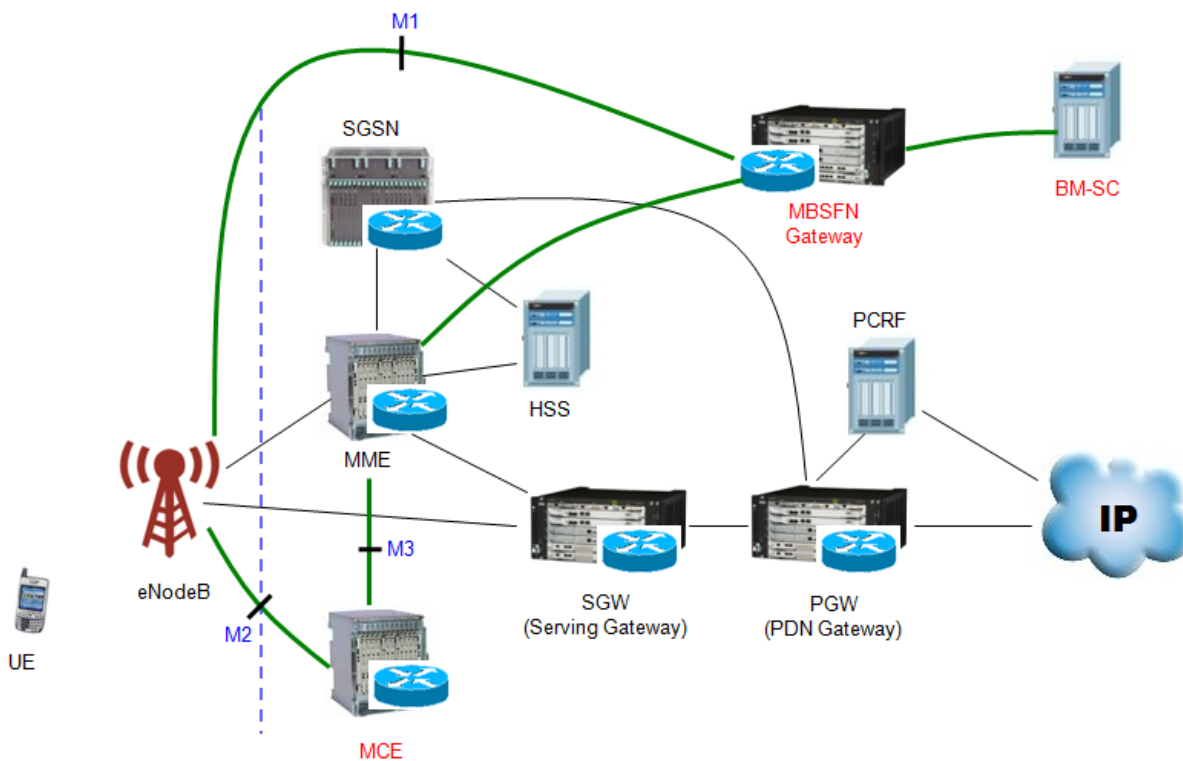 M1
SGSN
BM-SC
MBSFN
Gateway
PCRF
HSS
MME
IP
M3
eNodeB
SGW
(Serving Gateway)
PGW
(PDN Gateway)
M2
UE
MCE